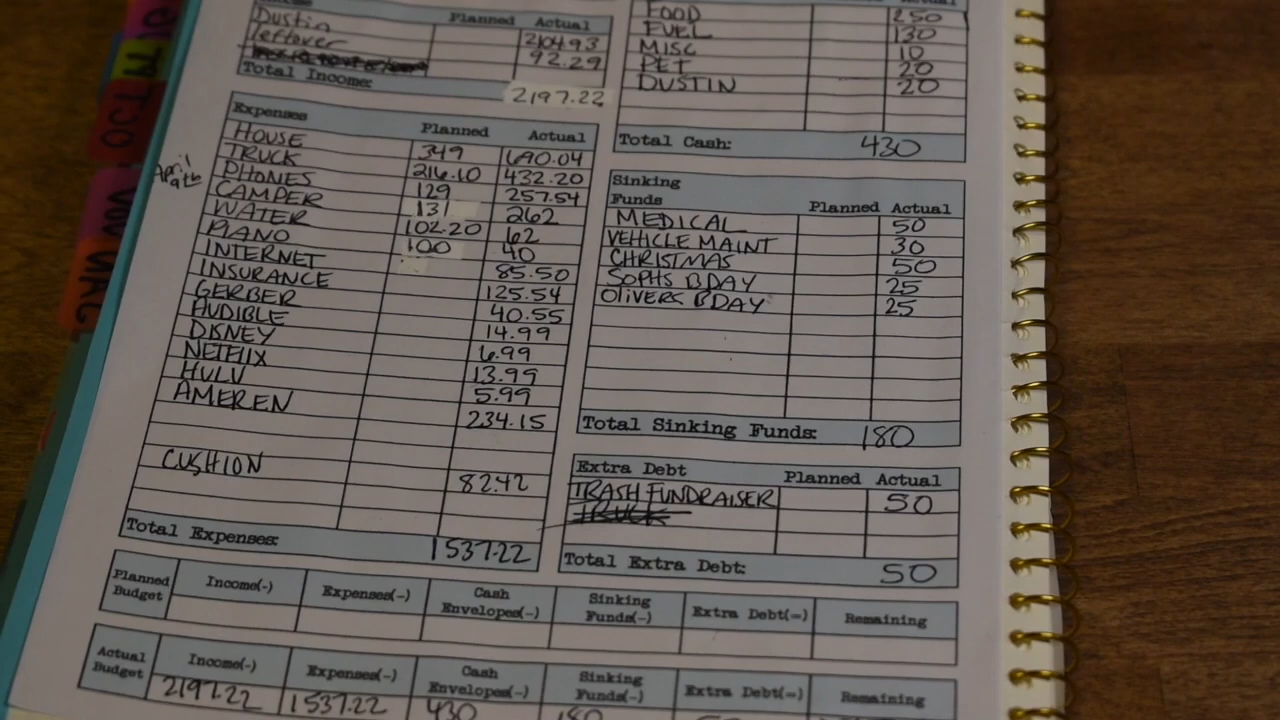 Planned Actual
Dustin 2104.93
leftover 92.29
Total Income: 2197.22
Expenses Planned Actual
HOUSE 349 690.04
TRUCK 216.10 432.20
April 9th
PHONES 129 257.54
CAMPER 131 262
WATER 102.20 62
PIANO 100 40
INTERNET 85.50
INSURANCE 125.54
GERBER 40.55
AUDIBLE 14.99
DISNEY 6.99
NETFLIX 13.99
HULU 5.99
AMEREN 234.15
CUSHION 82.42
Total Expenses: 1537.22
FOOD 250
FUEL 130
MISC 10
PET 20
DUSTIN 20
Total Cash: 430
Sinking
Funds Planned Actual
MEDICAL 50
VEHICLE MAINT 30
CHRISTMAS 50
SOPHS BDAY 25
OLIVERS BDAY 25
Total Sinking Funds: 180
Extra Debt Planned Actual
TRASH FUNDRAISER 50
TRUCK
Total Extra Debt: 50
Planned Budget Income(-) Expenses(-) Cash Envelopes(-) Sinking Funds(-) Extra Debt(=) Remaining
Actual Budget Income(-) Expenses(-) Cash Envelopes(-) Sinking Funds(-) Extra Debt(=) Remaining
2197.22 1537.22 430 180